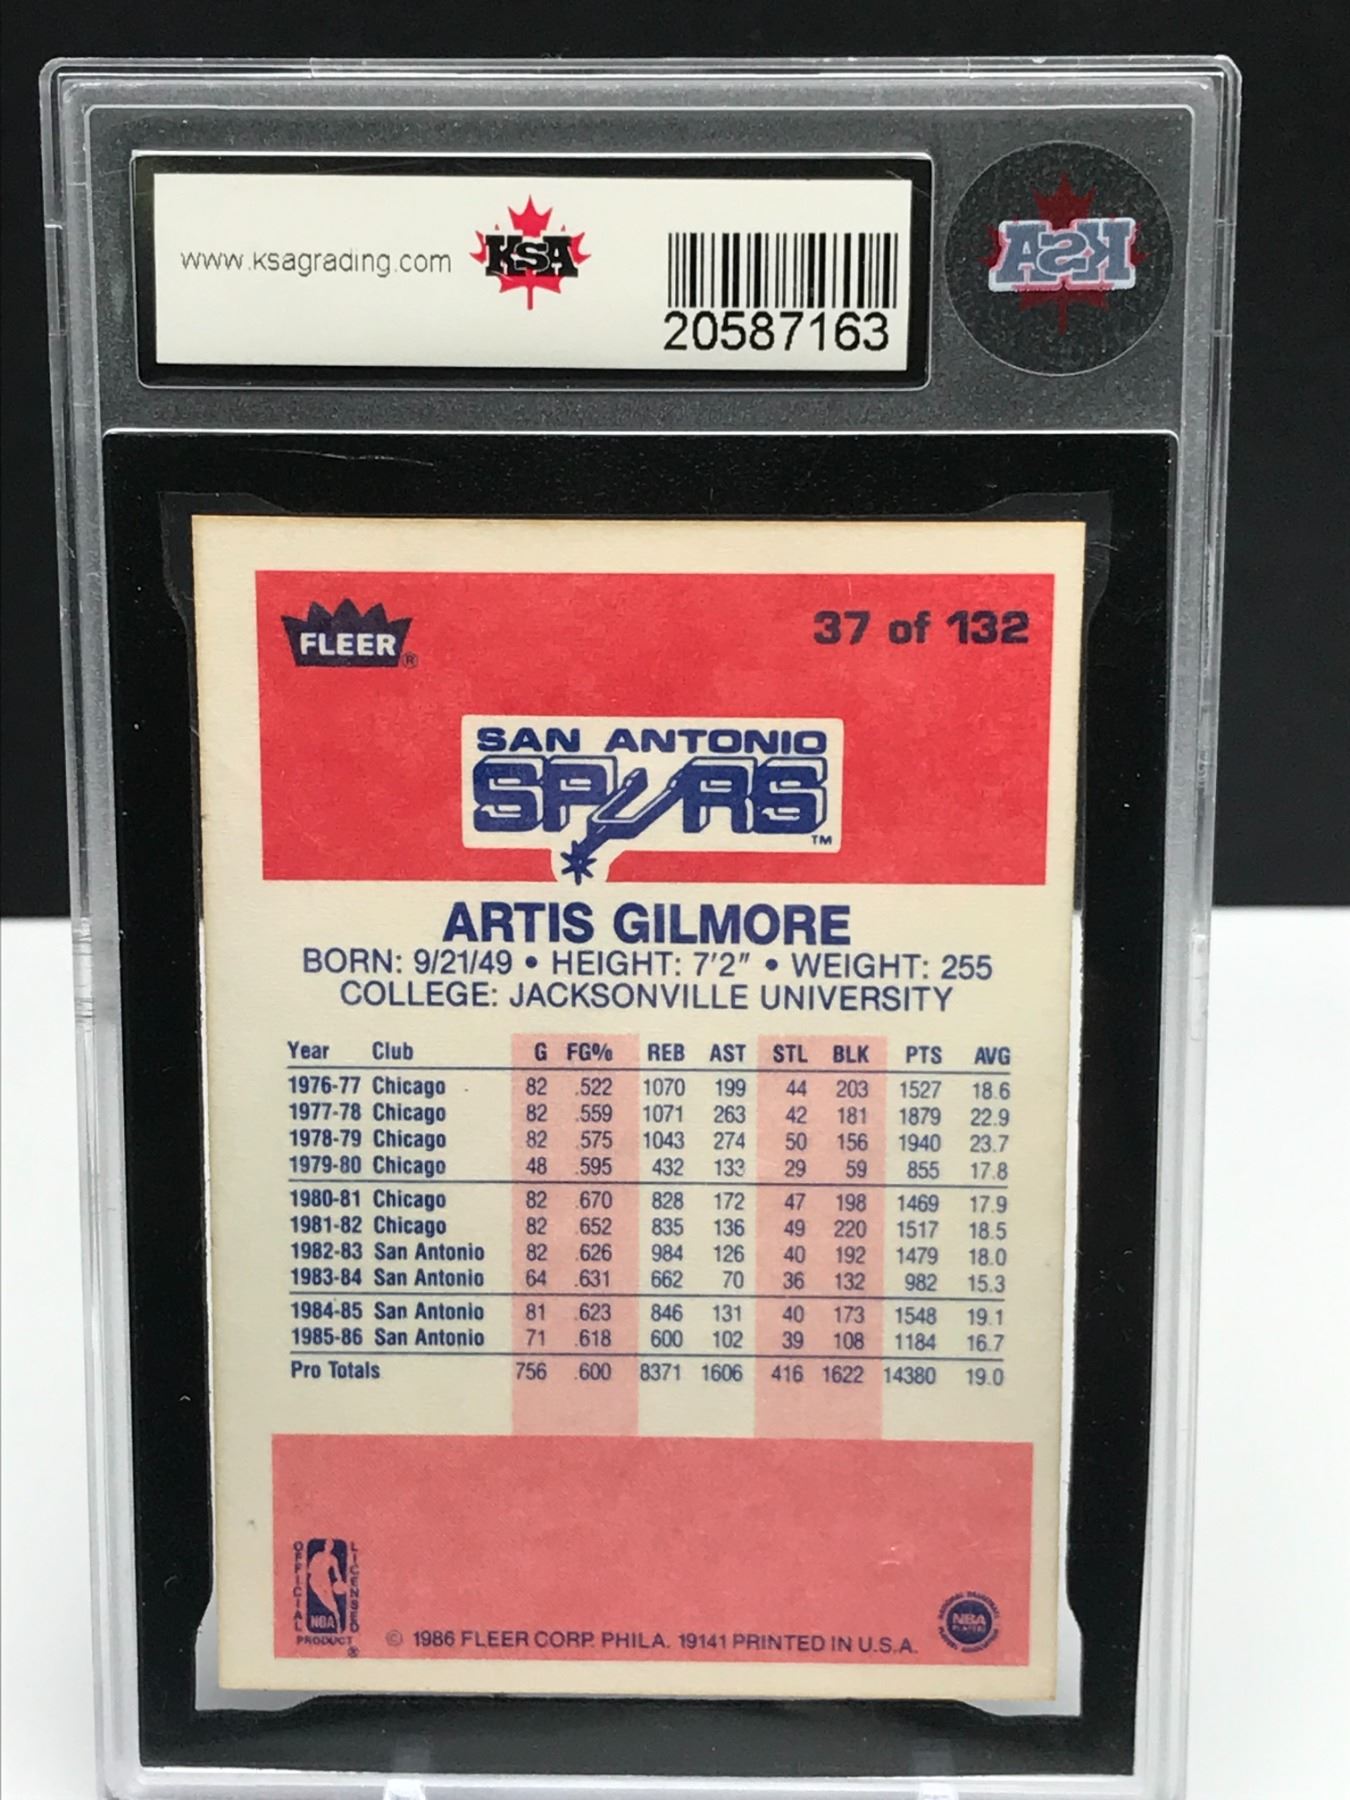 www.ksagrading.com
KSA
20587163
KSA
FLEER®
37 of 132
SAN ANTONIO
SPURS
TM
ARTIS GILMORE
BORN: 9/21/49 • HEIGHT: 7'2" • WEIGHT: 255
COLLEGE: JACKSONVILLE UNIVERSITY
Year Club G FG% REB AST STL BLK PTS AVG
1976-77 Chicago 82 .522 1070 199 44 203 1527 18.6
1977-78 Chicago 82 .559 1071 263 42 181 1879 22.9
1978-79 Chicago 82 .575 1043 274 50 156 1940 23.7
1979-80 Chicago 48 .595 432 133 29 59 855 17.8
1980-81 Chicago 82 .670 828 172 47 198 1469 17.9
1981-82 Chicago 82 .652 835 136 49 220 1517 18.5
1982-83 San Antonio 82 .626 984 126 40 192 1479 18.0
1983-84 San Antonio 64 .631 662 70 36 132 982 15.3
1984-85 San Antonio 81 .623 846 131 40 173 1548 19.1
1985-86 San Antonio 71 .618 600 102 39 108 1184 16.7
Pro Totals 756 .600 8371 1606 416 1622 14380 19.0
OFFICIAL
LICENSED
NBA
PRODUCT ®
© 1986 FLEER CORP. PHILA. 19141 PRINTED IN U.S.A.
NATIONAL BASKETBALL
NBA
PLAYERS
PLAYERS ASSOCIATION